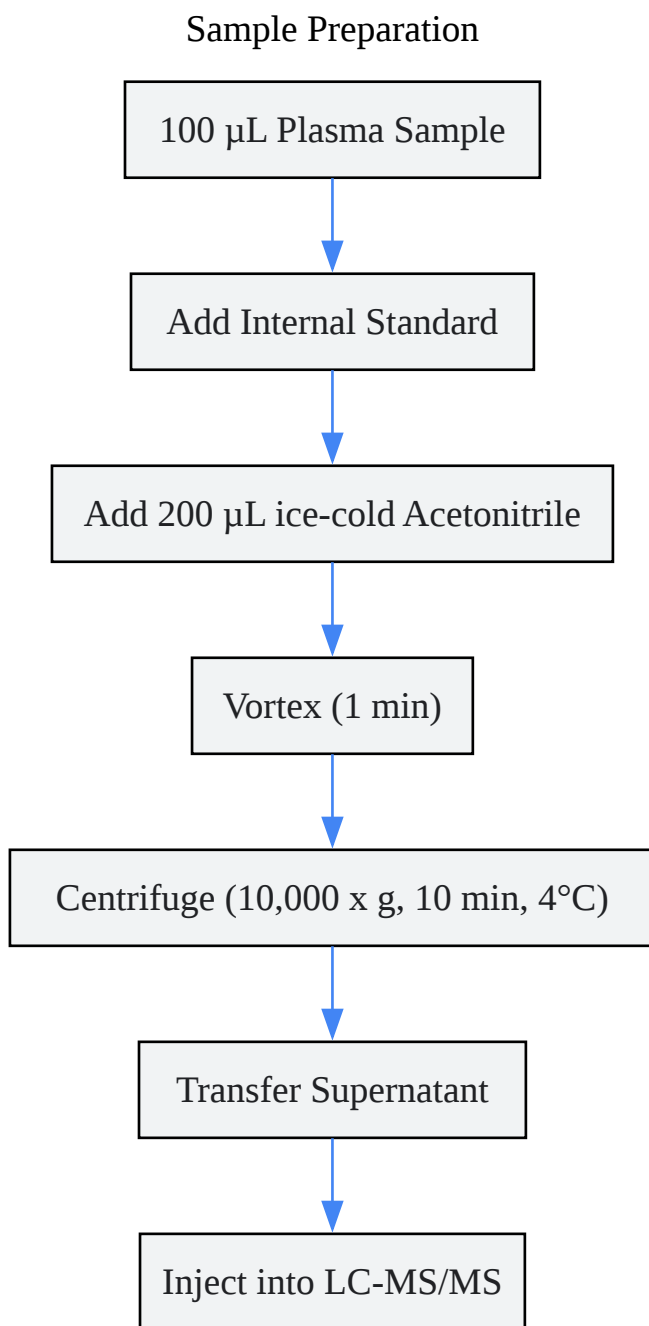 Sample Preparation
100 µL Plasma Sample
Add Internal Standard
Add 200 µL ice-cold Acetonitrile
Vortex (1 min)
Centrifuge (10,000 x g, 10 min, 4°C)
Transfer Supernatant
Inject into LC-MS/MS